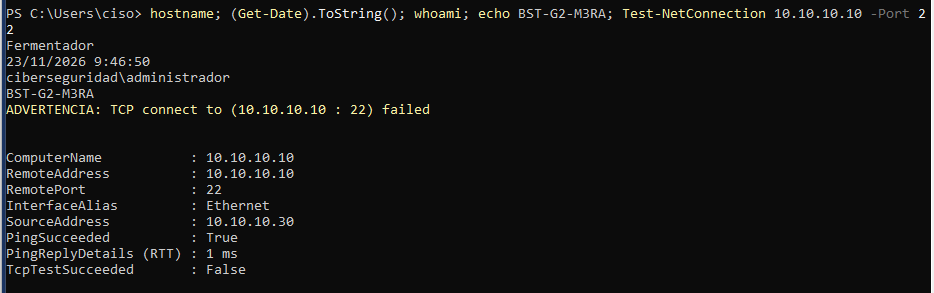 PS C:\Users\ciso> hostname; (Get-Date).ToString(); whoami; echo BST-G2-M3RA; Test-NetConnection 10.10.10.10 -Port 2
2
Fermentador
23/11/2026 9:46:50
ciberseguridad\administrador
BST-G2-M3RA
ADVERTENCIA: TCP connect to (10.10.10.10 : 22) failed
ComputerName           : 10.10.10.10
RemoteAddress          : 10.10.10.10
RemotePort             : 22
InterfaceAlias         : Ethernet
SourceAddress          : 10.10.10.30
PingSucceeded          : True
PingReplyDetails (RTT) : 1 ms
TcpTestSucceeded       : False